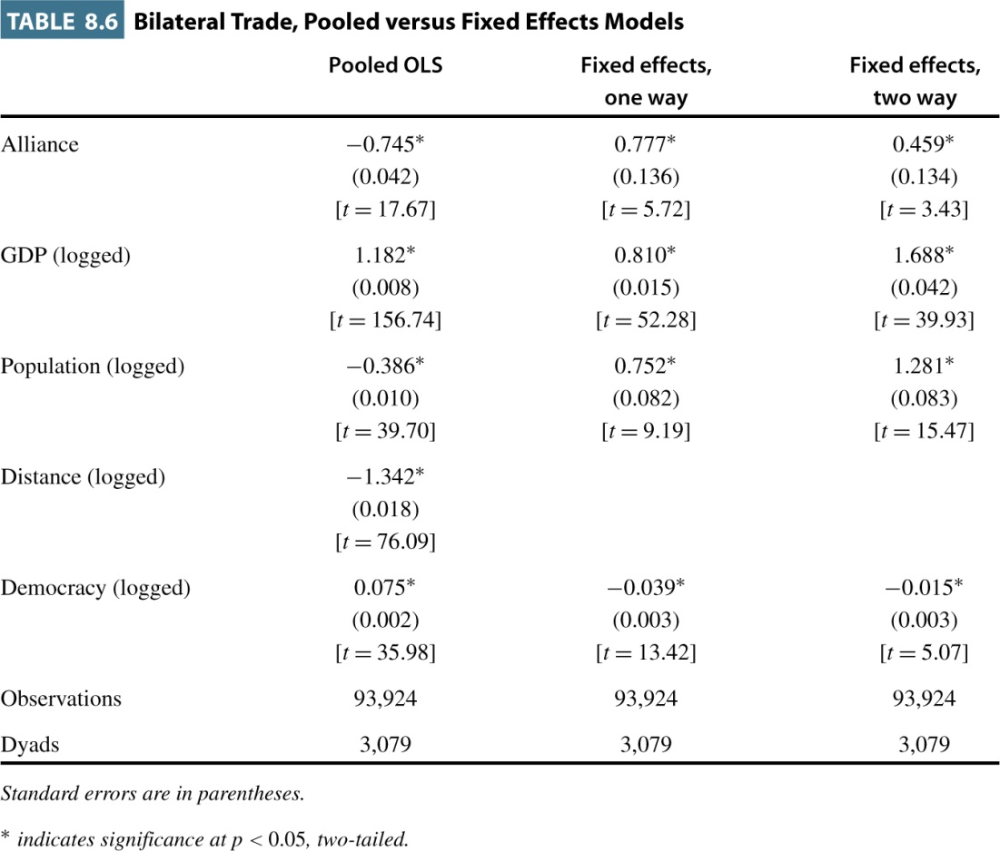 TABLE 8.6 Bilateral Trade, Pooled versus Fixed Effects Models
Pooled OLS Fixed effects, Fixed effects,
one way two way
Alliance −0.745* 0.777* 0.459*
(0.042) (0.136) (0.134)
[t = 17.67] [t = 5.72] [t = 3.43]
GDP (logged) 1.182* 0.810* 1.688*
(0.008) (0.015) (0.042)
[t = 156.74] [t = 52.28] [t = 39.93]
Population (logged) −0.386* 0.752* 1.281*
(0.010) (0.082) (0.083)
[t = 39.70] [t = 9.19] [t = 15.47]
Distance (logged) −1.342*
(0.018)
[t = 76.09]
Democracy (logged) 0.075* −0.039* −0.015*
(0.002) (0.003) (0.003)
[t = 35.98] [t = 13.42] [t = 5.07]
Observations 93,924 93,924 93,924
Dyads 3,079 3,079 3,079
Standard errors are in parentheses.
* indicates significance at p < 0.05, two-tailed.